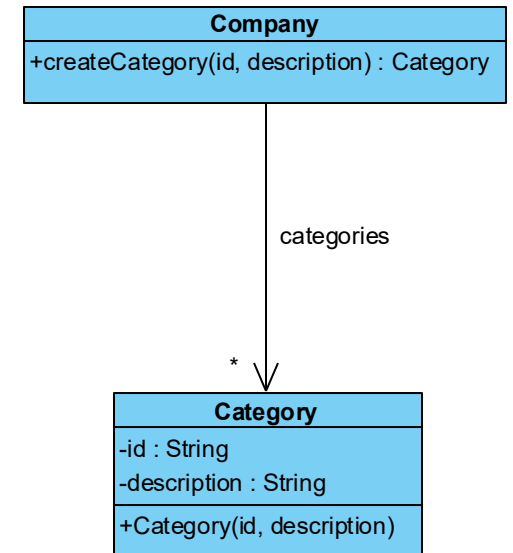 Company
+createCategory(id, description) : Category
categories
*
Category
-id : String
-description : String
+Category(id, description)